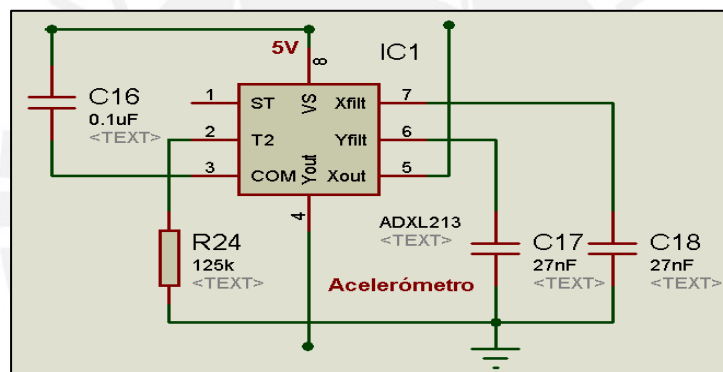 5V
IC1
8
C16
0.1uF
<TEXT>
1
ST
VS
Xfilt
7
2
T2
Yfilt
6
3
COM
Yout
Xout
5
4
R24
125k
<TEXT>
ADXL213
<TEXT>
C17
27nF
<TEXT>
C18
27nF
<TEXT>
Acelerómetro